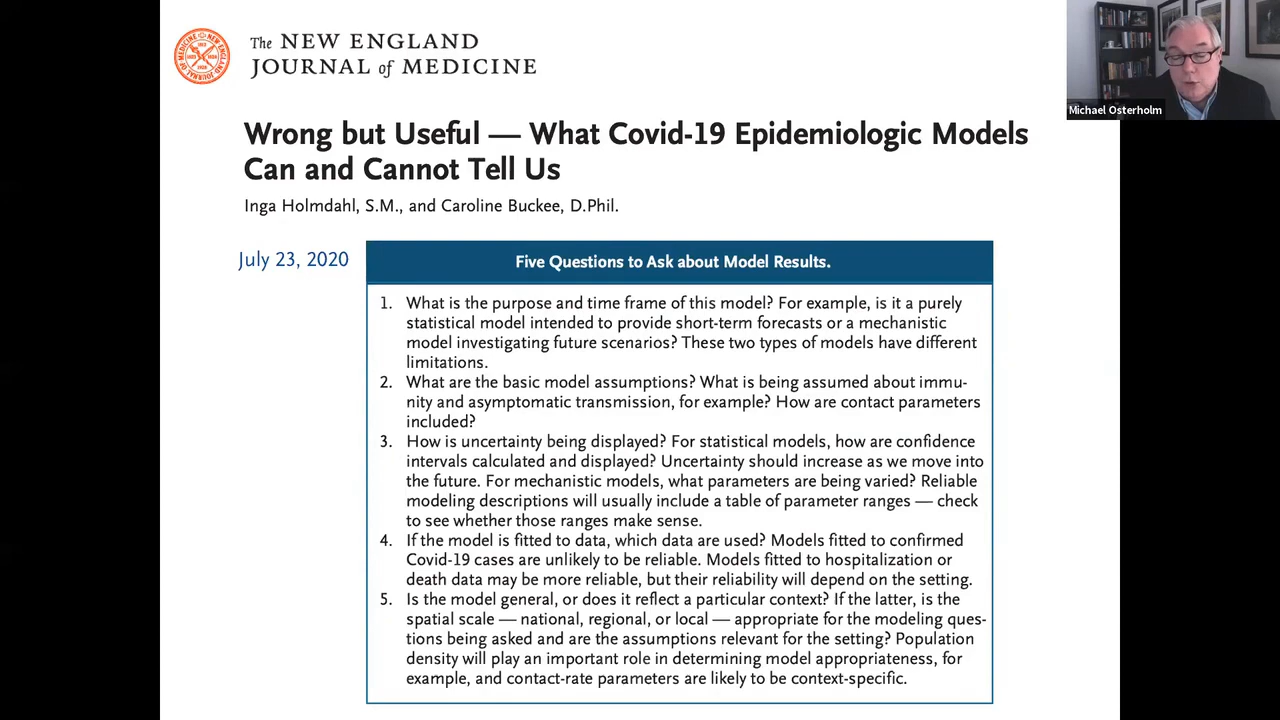 The NEW ENGLAND
JOURNAL of MEDICINE
Michael Osterholm
Wrong but Useful — What Covid-19 Epidemiologic Models
Can and Cannot Tell Us
Inga Holmdahl, S.M., and Caroline Buckee, D.Phil.
July 23, 2020
Five Questions to Ask about Model Results.
1. What is the purpose and time frame of this model? For example, is it a purely
statistical model intended to provide short-term forecasts or a mechanistic
model investigating future scenarios? These two types of models have different
limitations.
2. What are the basic model assumptions? What is being assumed about immu-
nity and asymptomatic transmission, for example? How are contact parameters
included?
3. How is uncertainty being displayed? For statistical models, how are confidence
intervals calculated and displayed? Uncertainty should increase as we move into
the future. For mechanistic models, what parameters are being varied? Reliable
modeling descriptions will usually include a table of parameter ranges — check
to see whether those ranges make sense.
4. If the model is fitted to data, which data are used? Models fitted to confirmed
Covid-19 cases are unlikely to be reliable. Models fitted to hospitalization or
death data may be more reliable, but their reliability will depend on the setting.
5. Is the model general, or does it reflect a particular context? If the latter, is the
spatial scale — national, regional, or local — appropriate for the modeling ques-
tions being asked and are the assumptions relevant for the setting? Population
density will play an important role in determining model appropriateness, for
example, and contact-rate parameters are likely to be context-specific.